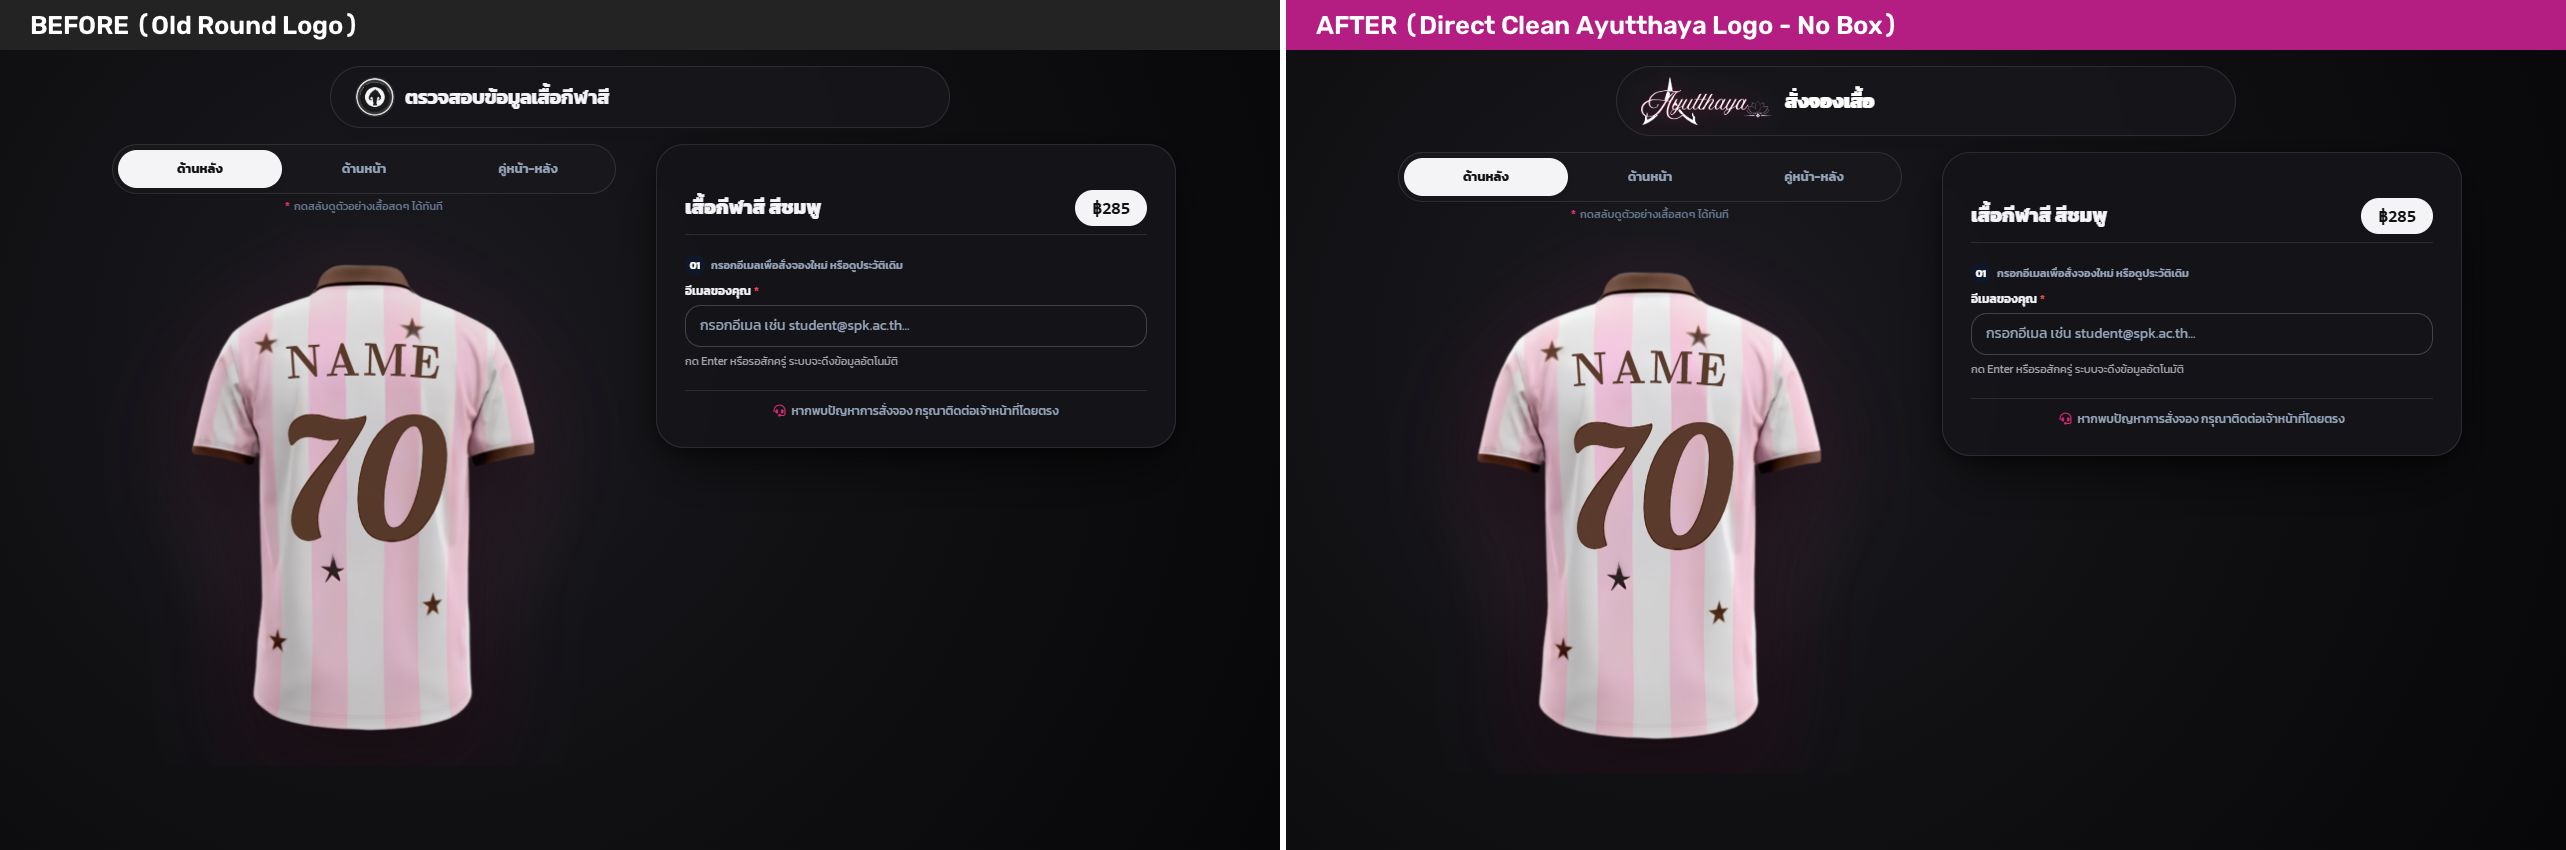 BEFORE (Old Round Logo)
ตรวจสอบข้อมูลเสื้อกีฬาสี
ด้านหลัง
ด้านหน้า
คู่หน้า-หลัง
* กดสลับดูตัวอย่างเสื้อสดๆ ได้ทันที
NAME
70
เสื้อกีฬาสี สีชมพู
฿285
01 กรอกอีเมลเพื่อสั่งจองใหม่ หรือดูประวัติเดิม
อีเมลของคุณ *
กรอกอีเมล เช่น student@spk.ac.th...
กด Enter หรือรอสักครู่ ระบบจะดึงข้อมูลอัตโนมัติ
หากพบปัญหาการสั่งจอง กรุณาติดต่อเจ้าหน้าที่โดยตรง
AFTER (Direct Clean Ayutthaya Logo - No Box)
Ayutthaya
สั่งจองเสื้อ
ด้านหลัง
ด้านหน้า
คู่หน้า-หลัง
* กดสลับดูตัวอย่างเสื้อสดๆ ได้ทันที
NAME
70
เสื้อกีฬาสี สีชมพู
฿285
01 กรอกอีเมลเพื่อสั่งจองใหม่ หรือดูประวัติเดิม
อีเมลของคุณ *
กรอกอีเมล เช่น student@spk.ac.th...
กด Enter หรือรอสักครู่ ระบบจะดึงข้อมูลอัตโนมัติ
หากพบปัญหาการสั่งจอง กรุณาติดต่อเจ้าหน้าที่โดยตรง